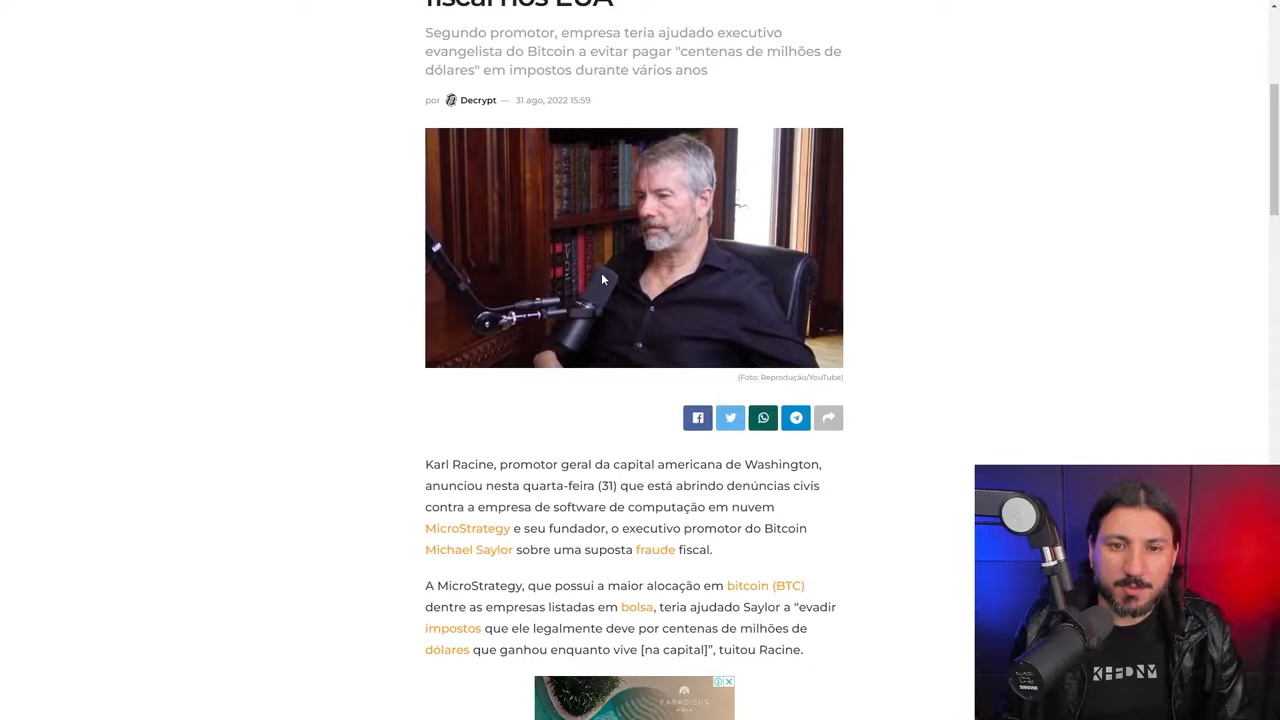 fiscal nos EUA
Segundo promotor, empresa teria ajudado executivo
evangelista do Bitcoin a evitar pagar "centenas de milhões de
dólares" em impostos durante vários anos
por Decrypt — 31 ago, 2022 15:59
(Foto: Reprodução/YouTube)
Karl Racine, promotor geral da capital americana de Washington,
anunciou nesta quarta-feira (31) que está abrindo denúncias civis
contra a empresa de software de computação em nuvem
MicroStrategy e seu fundador, o executivo promotor do Bitcoin
Michael Saylor sobre uma suposta fraude fiscal.
A MicroStrategy, que possui a maior alocação em bitcoin (BTC)
dentre as empresas listadas em bolsa, teria ajudado Saylor a “evadir
impostos que ele legalmente deve por centenas de milhões de
dólares que ganhou enquanto vive [na capital]”, tuitou Racine.
PARADISUS
SHURE